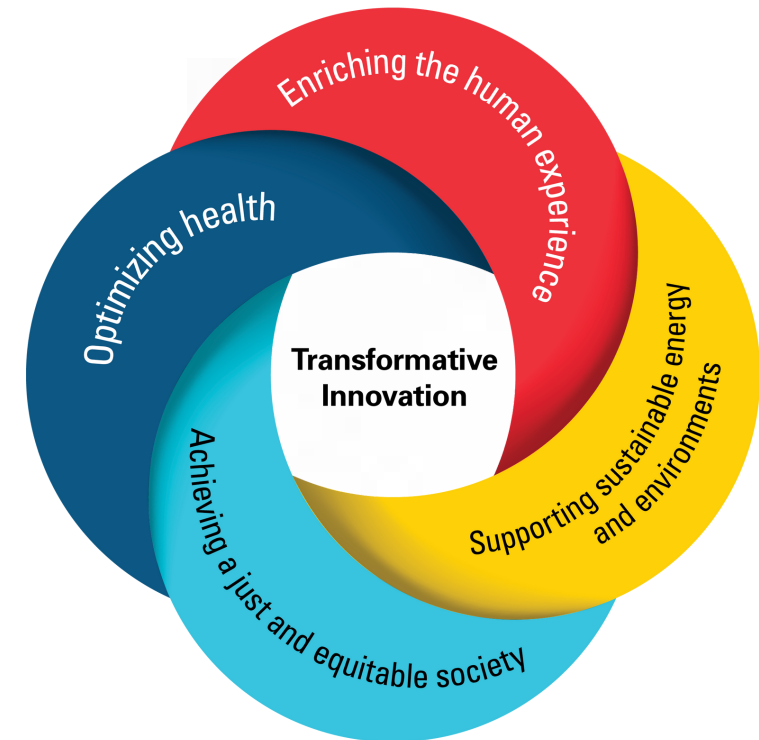 Enriching the human experience
Optimizing health
Transformative
Innovation
Supporting sustainable energy
and environments
Achieving a just and equitable society